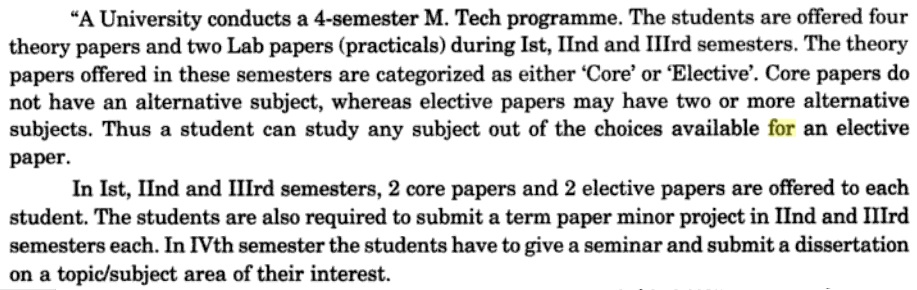 “A University conducts a 4-semester M. Tech programme. The students are offered four
theory papers and two Lab papers (practicals) during Ist, IInd and IIIrd semesters. The theory
papers offered in these semesters are categorized as either ‘Core’ or ‘Elective’. Core papers do
not have an alternative subject, whereas elective papers may have two or more alternative
subjects. Thus a student can study any subject out of the choices available for an elective
paper.
In Ist, IInd and IIIrd semesters, 2 core papers and 2 elective papers are offered to each
student. The students are also required to submit a term paper minor project in IInd and IIIrd
semesters each. In IVth semester the students have to give a seminar and submit a dissertation
on a topic/subject area of their interest.